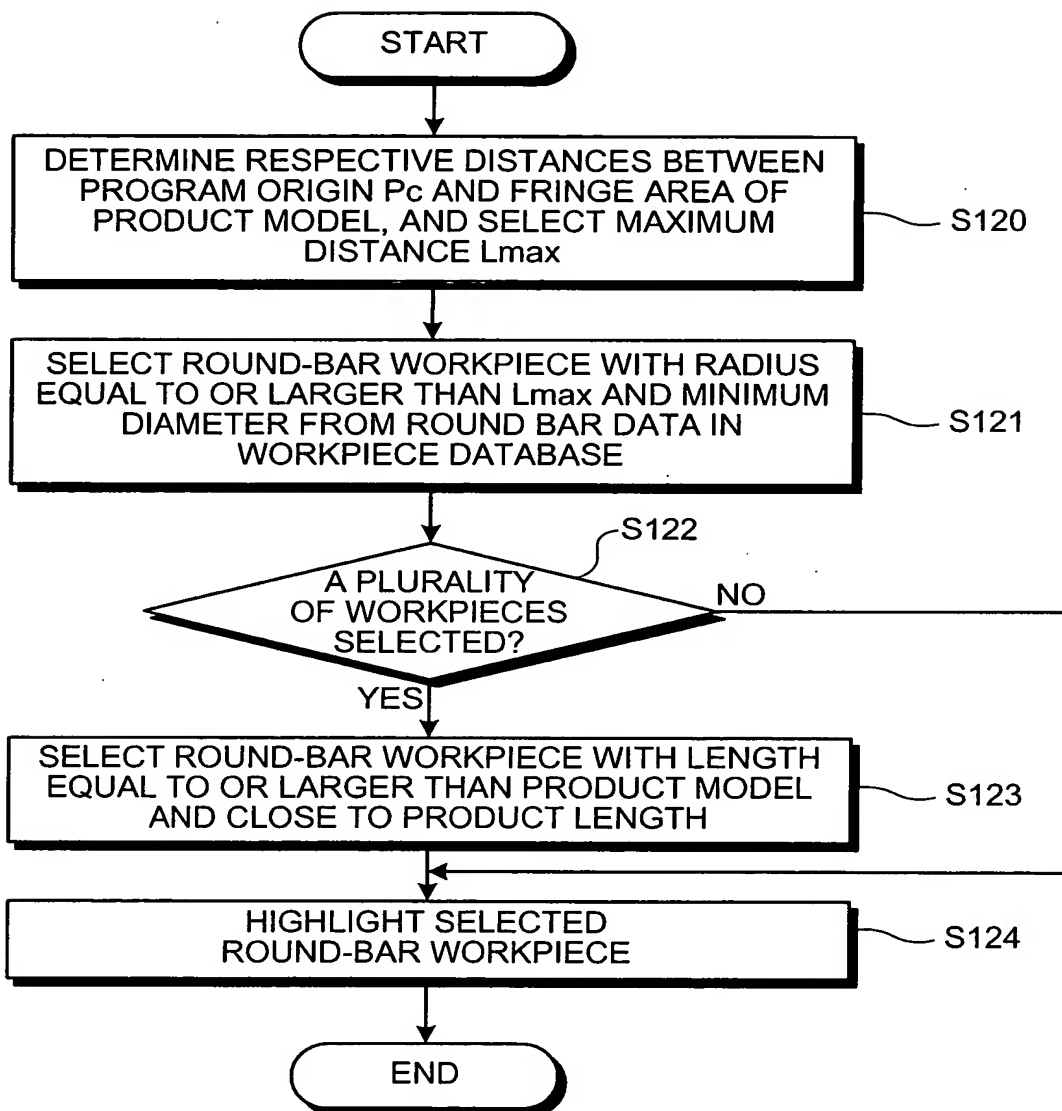 START
DETERMINE RESPECTIVE DISTANCES BETWEEN
PROGRAM ORIGIN Pc AND FRINGE AREA OF
PRODUCT MODEL, AND SELECT MAXIMUM
DISTANCE Lmax
S120
SELECT ROUND-BAR WORKPIECE WITH RADIUS
EQUAL TO OR LARGER THAN Lmax AND MINIMUM
DIAMETER FROM ROUND BAR DATA IN
WORKPIECE DATABASE
S121
S122
A PLURALITY
OF WORKPIECES
SELECTED?
NO
YES
SELECT ROUND-BAR WORKPIECE WITH LENGTH
EQUAL TO OR LARGER THAN PRODUCT MODEL
AND CLOSE TO PRODUCT LENGTH
S123
HIGHLIGHT SELECTED
ROUND-BAR WORKPIECE
S124
END